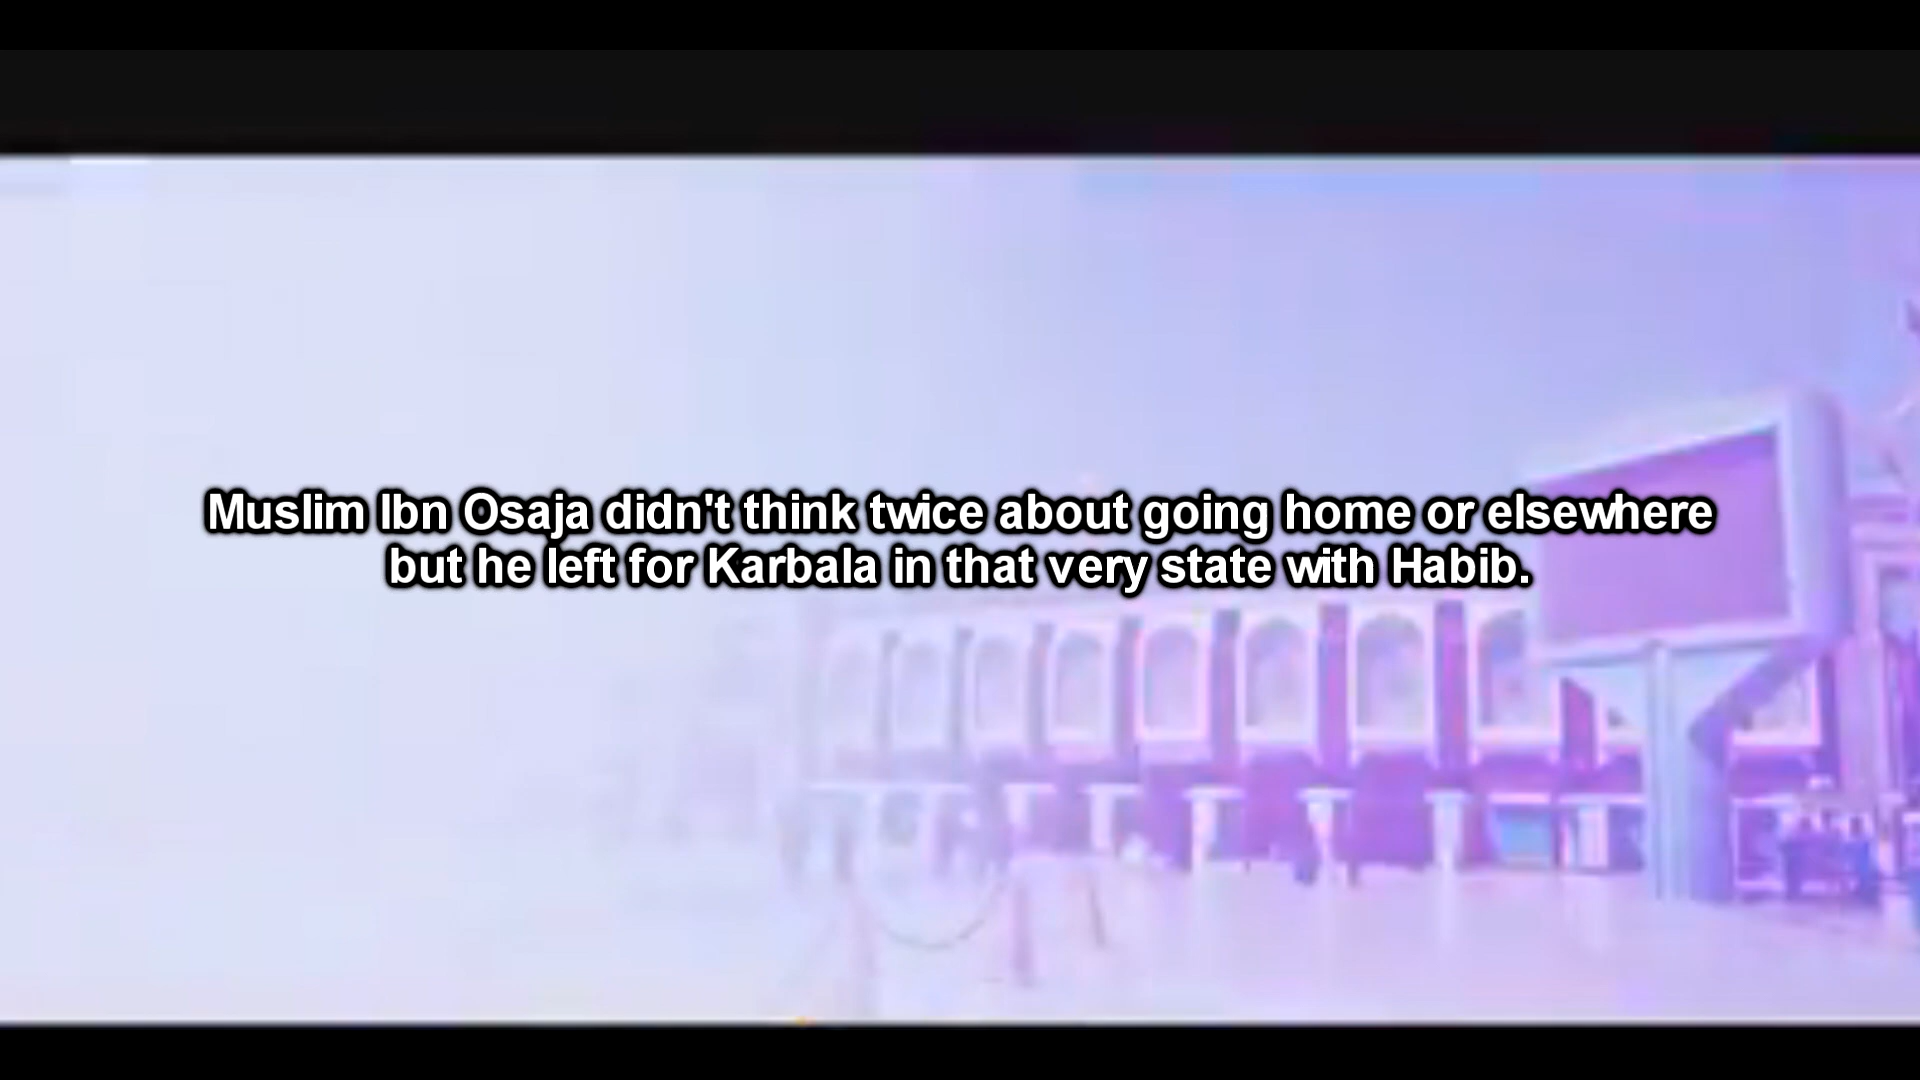 Muslim Ibn Osaja didn't think twice about going home or elsewhere
but he left for Karbala in that very state with Habib.